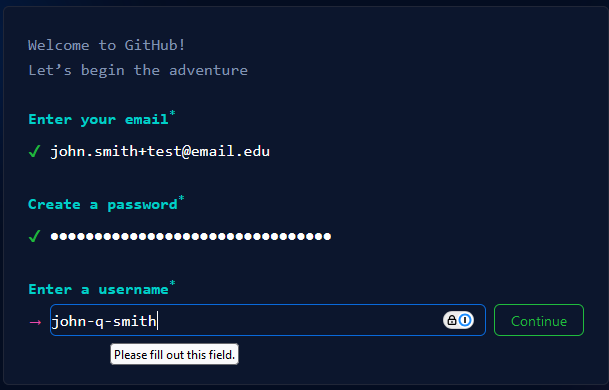 Welcome to GitHub!
Let’s begin the adventure
Enter your email*
✓ john.smith+test@email.edu
Create a password*
✓ ●●●●●●●●●●●●●●●●●●●●●●●●●●●●●●●●
Enter a username*
→ john-q-smith Continue
Please fill out this field.